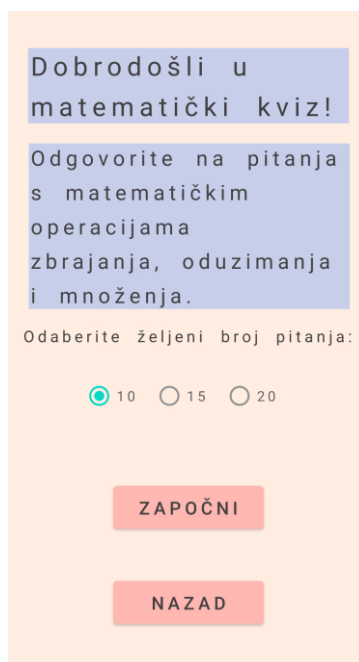 Dobrodošli u
matematički kviz!
Odgovorite na pitanja
s matematičkim
operacijama
zbrajanja, oduzimanja
i množenja.
Odaberite željeni broj pitanja:
10 15 20
ZAPOČNI
NAZAD